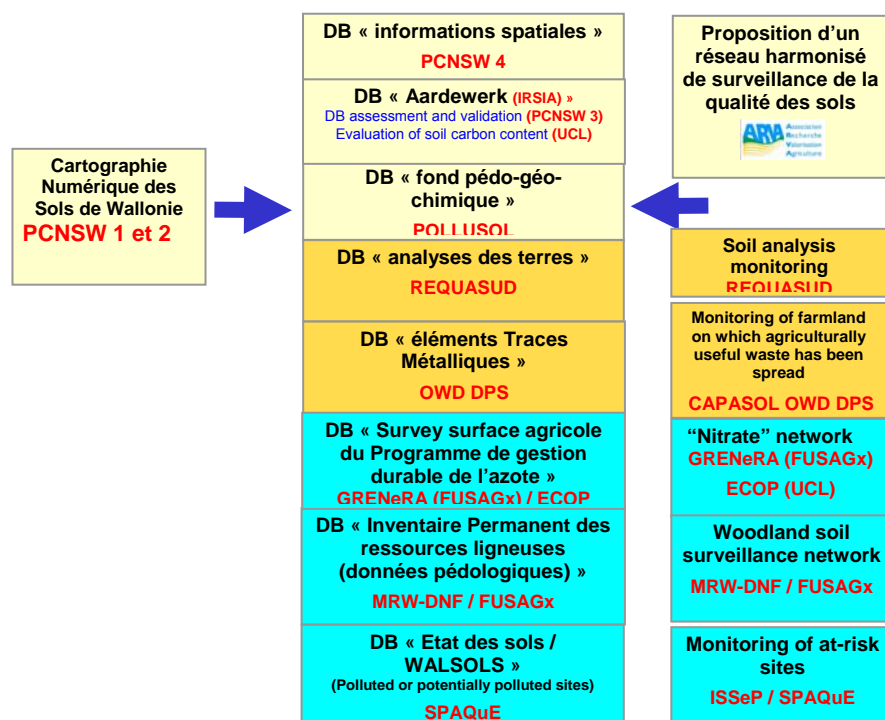 Cartographie
Numérique des
Sols de Wallonie
PCNSW 1 et 2
DB « informations spatiales »
PCNSW 4
DB « Aardewerk (IRSIA) »
DB assessment and validation (PCNSW 3)
Evaluation of soil carbon content (UCL)
DB « fond pédo-géo-
chimique »
POLLUSOL
DB « analyses des terres »
REQUASUD
DB « éléments Traces
Métalliques »
OWD DPS
DB « Survey surface agricole
du Programme de gestion
durable de l'azote »
GRENeRA (FUSAGx) / ECOP
DB « Inventaire Permanent des
ressources ligneuses
(données pédologiques) »
MRW-DNF / FUSAGx
DB « Etat des sols /
WALSOLS »
(Polluted or potentially polluted sites)
SPAQuE
Proposition d'un
réseau harmonisé
de surveillance de la
qualité des sols
Association
Recherche
Valorisation
Agriculture
Soil analysis
monitoring
REQUASUD
Monitoring of farmland
on which agriculturally
useful waste has been
spread
CAPASOL OWD DPS
“Nitrate” network
GRENeRA (FUSAGx)
ECOP (UCL)
Woodland soil
surveillance network
MRW-DNF / FUSAGx
Monitoring of at-risk
sites
ISSeP / SPAQuE